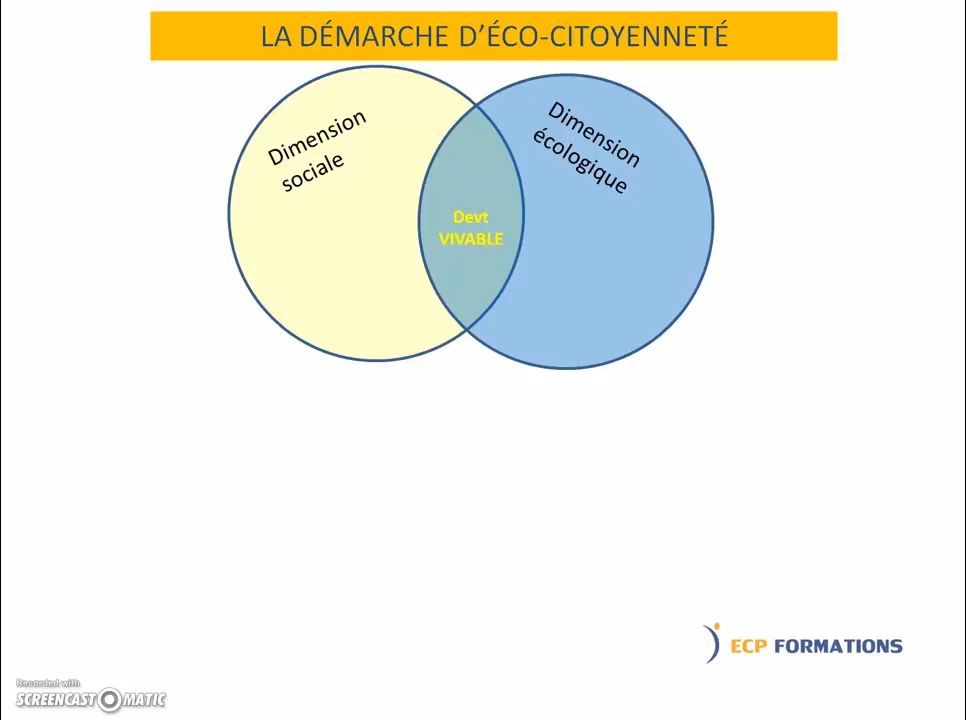 LA DÉMARCHE D'ÉCO-CITOYENNETÉ
Dimension
sociale
Dimension
écologique
Devt
VIVABLE
ECP FORMATIONS
Recorded with
SCREENCAST MATIC